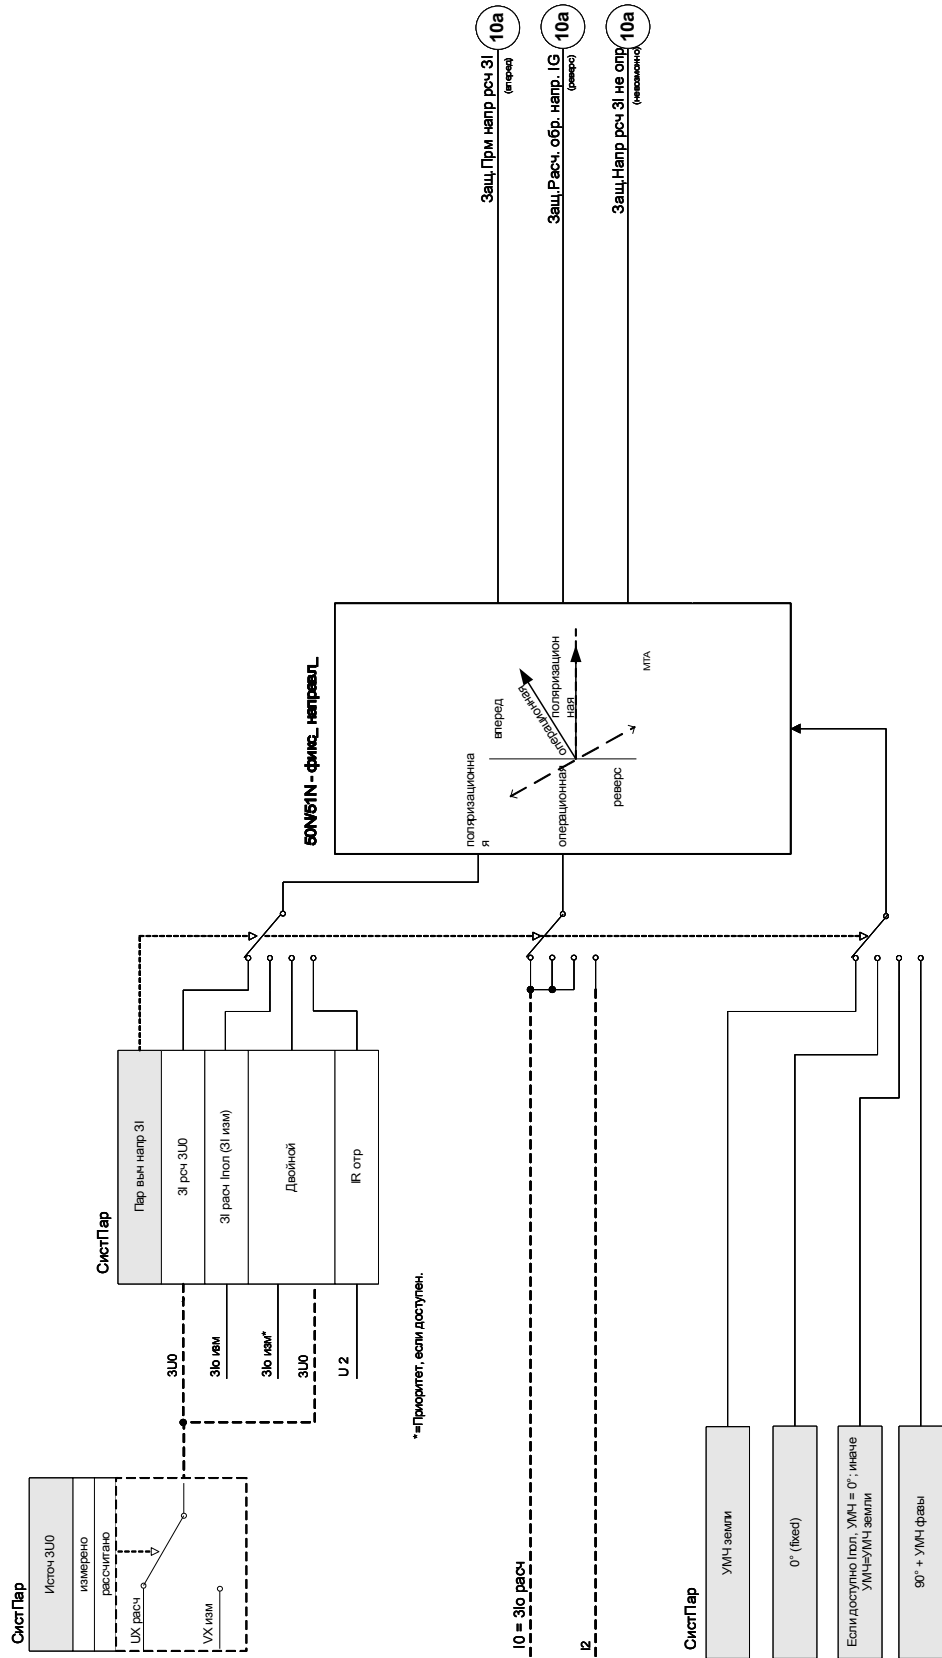 СистПар
Источ 3U0
измерено
рассчитано
UX расч
VX изм
СистПар
Пар выч напр 3I
3I рсч 3U0
3I расч Iпол (3I изм)
Двойной
IR отр
3U0
3Io изм
3Io изм*
3U0
U 2
*=Приоритет, если доступен.
I0 = 3Io расч
I2
СистПар
УМЧ земли
0° (fixed)
Если доступно Iпол, УМЧ = 0°; иначе
УМЧ=УМЧ земли
90° + УМЧ фазы
50N/51N - фикс_ направл_
поляризационна
я
операционная
вперед
операционная
поляризацион
ная
реверс
MTA
Защ.Прм напр рсч 3I
(вперед)
10a
Защ.Расч. обр. напр. IG
(реверс)
10a
Защ.Напр рсч 3I не опр
(невозможно)
10a